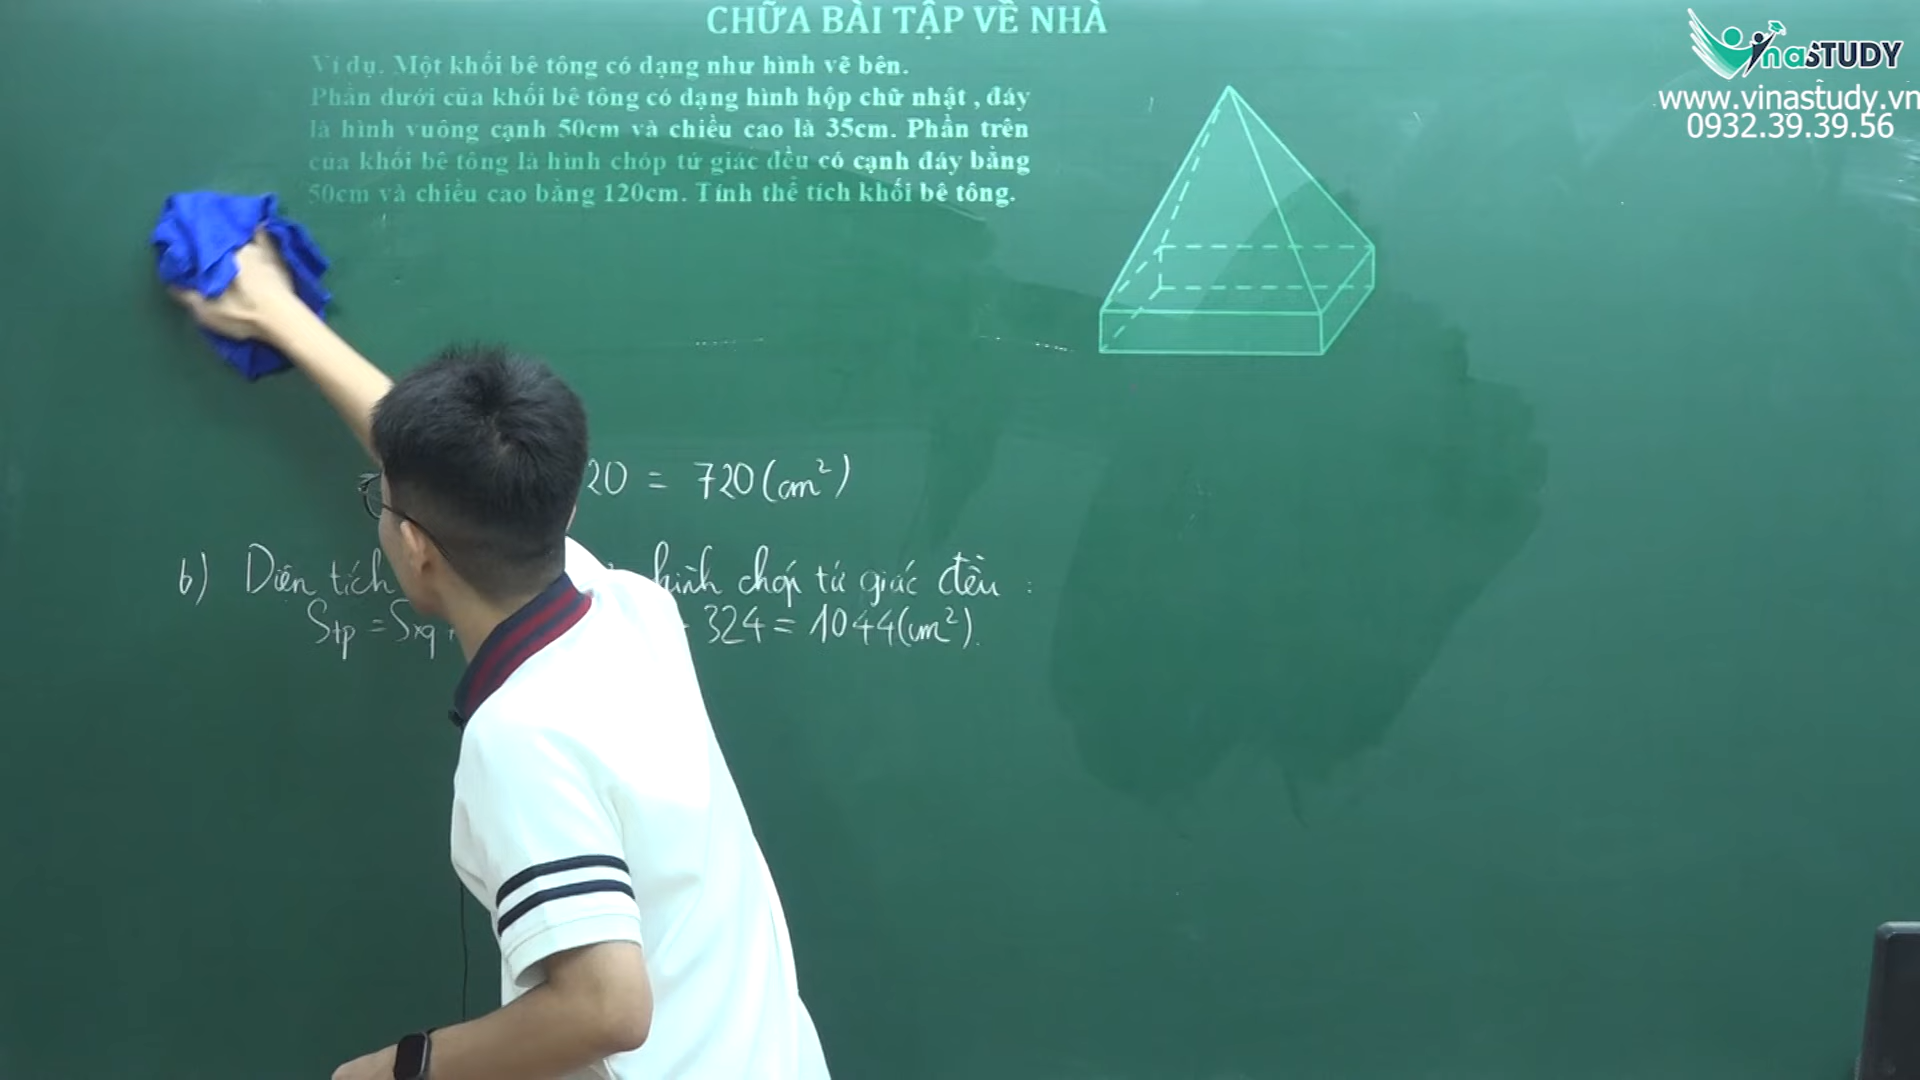 CHỮA BÀI TẬP VỀ NHÀ
VinaSTUDY
www.vinastudy.vn
0932.39.39.56
Ví dụ. Một khối bê tông có dạng như hình vẽ bên.
Phần dưới của khối bê tông có dạng hình hộp chữ nhật , đáy
là hình vuông cạnh 50cm và chiều cao là 35cm. Phần trên
của khối bê tông là hình chóp tứ giác đều có cạnh đáy bằng
50cm và chiều cao bằng 120cm. Tính thể tích khối bê tông.
20 = 720 (cm²)
b) Diện tích hình chóp tứ giác đều :
Stp = Sxq + 324 = 1044 (cm²).